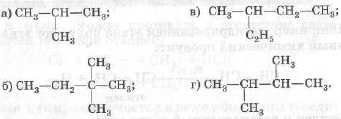 а) CH₃—CH—CH₃;
CH₃
в) CH₃—CH—CH₂—CH₃;
C₂H₅
CH₃
б) CH₃—CH₂—C—CH₃;
CH₃
CH₃
г) CH₃—CH—CH—CH₃.
CH₃